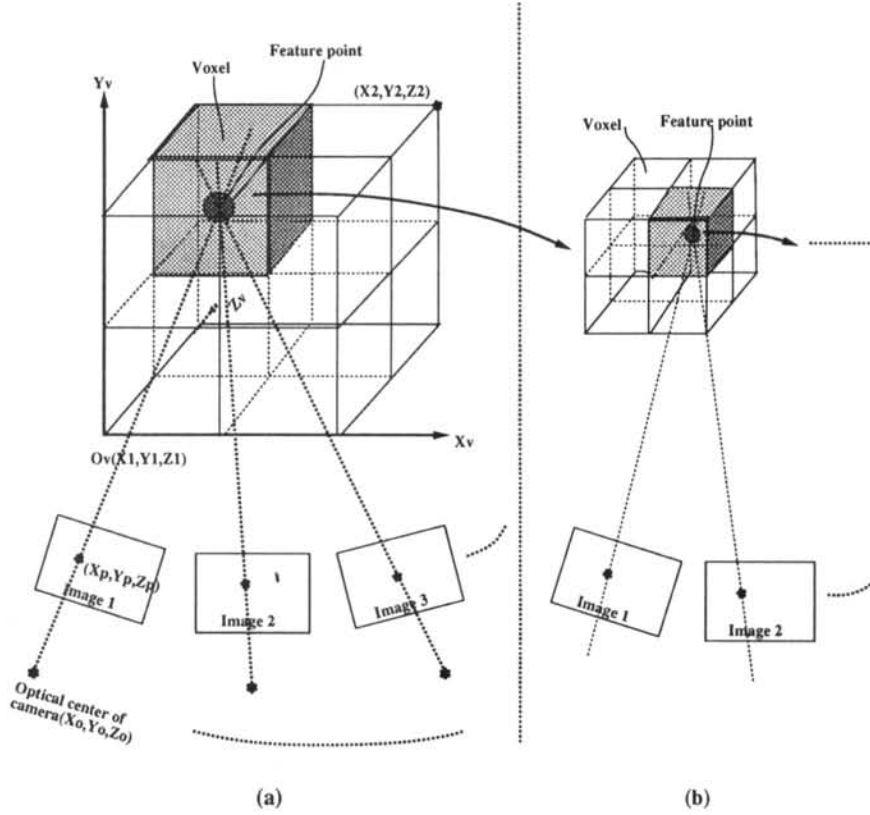 Feature point
Voxel
Yv
(X2,Y2,Z2)
Zv
Xv
Ov(X1,Y1,Z1)
(Xp,Yp,Zp)
Image 1
Image 2
Image 3
Optical center of
camera(Xo,Yo,Zo)
(a)
Voxel
Feature point
Image 1
Image 2
(b)